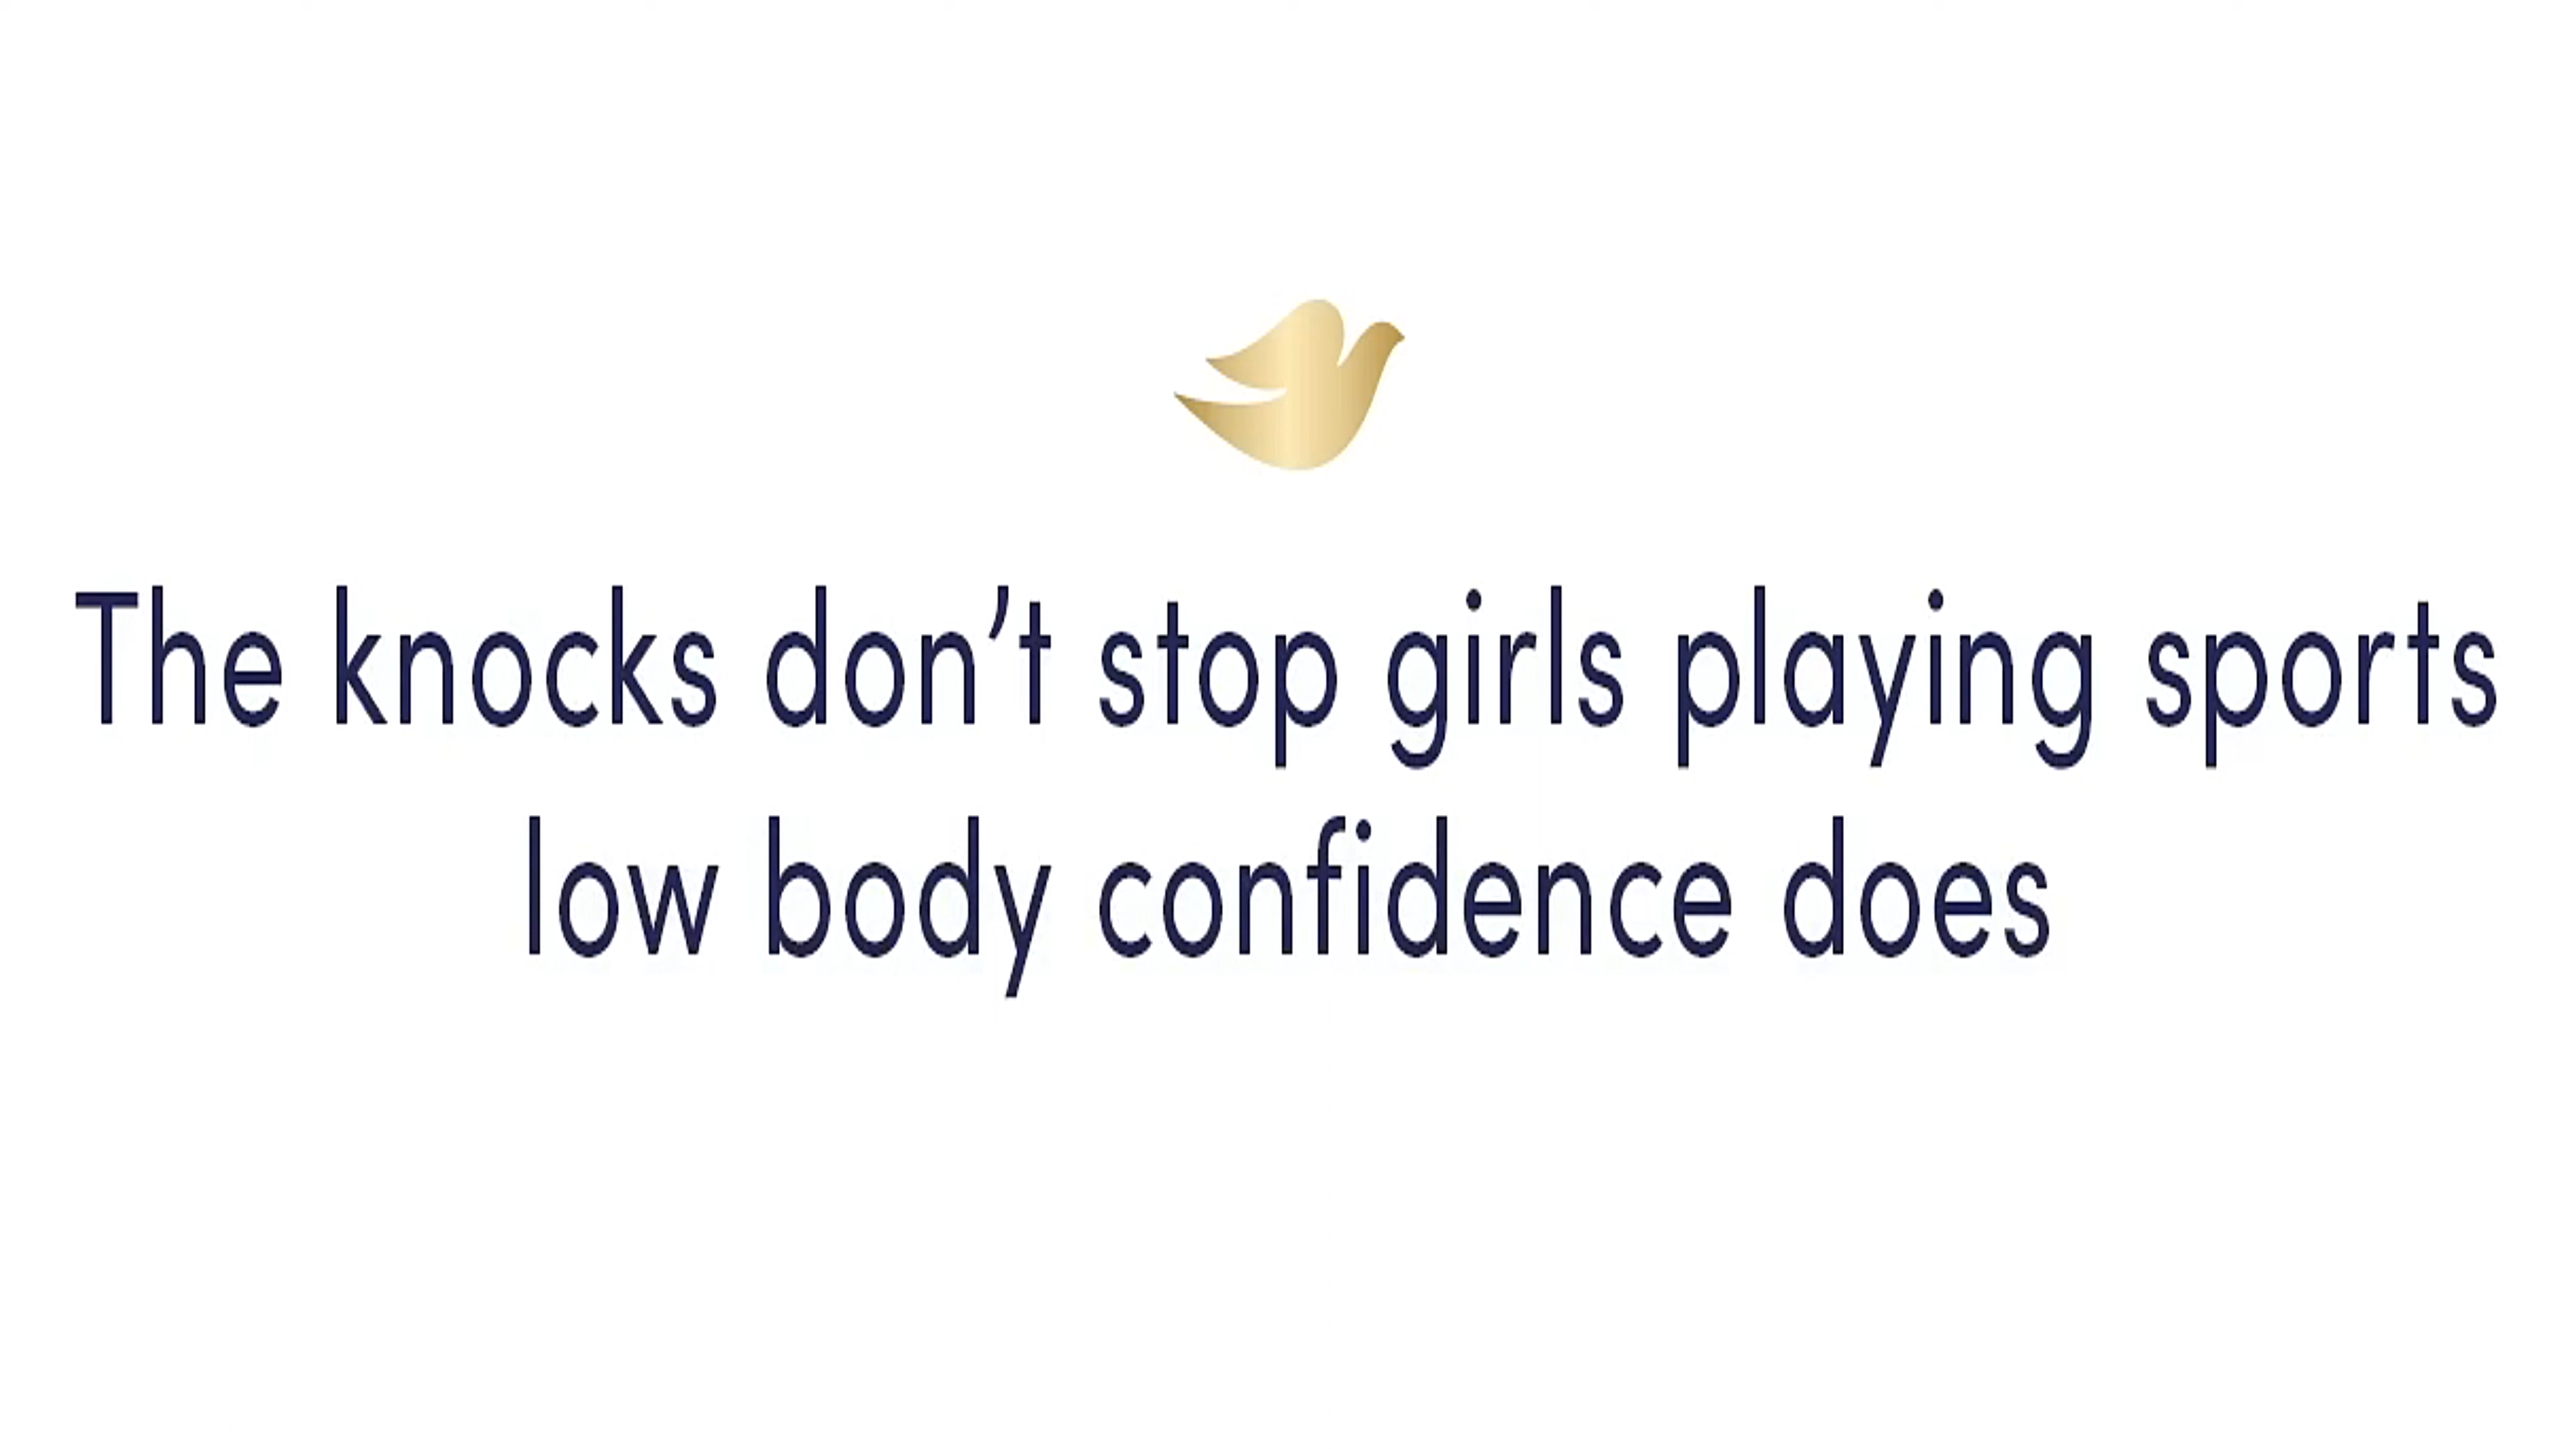 The knocks don’t stop girls playing sports
low body confidence does